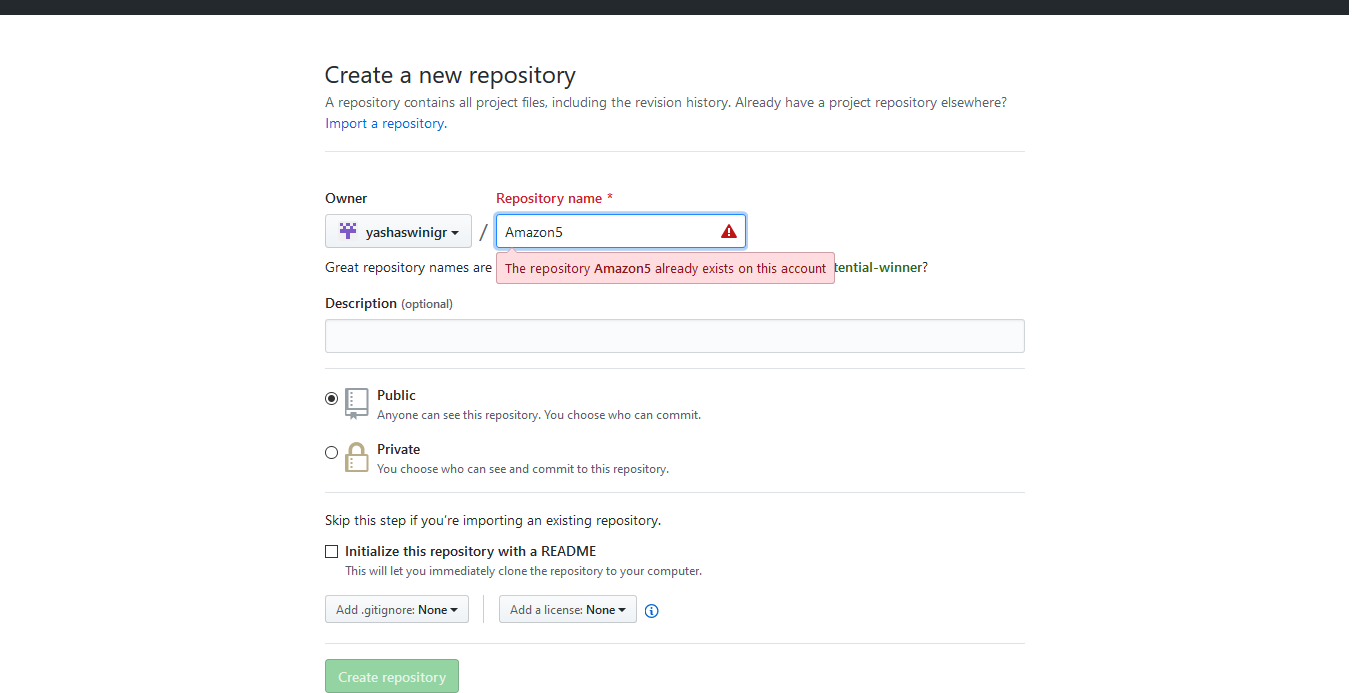 Create a new repository
A repository contains all project files, including the revision history. Already have a project repository elsewhere?
Import a repository.
Owner
Repository name *
yashaswinigr
/
Amazon5
Great repository names are
The repository Amazon5 already exists on this account
tential-winner?
Description (optional)
Public
Anyone can see this repository. You choose who can commit.
Private
You choose who can see and commit to this repository.
Skip this step if you’re importing an existing repository.
Initialize this repository with a README
This will let you immediately clone the repository to your computer.
Add .gitignore: None
Add a license: None
Create repository